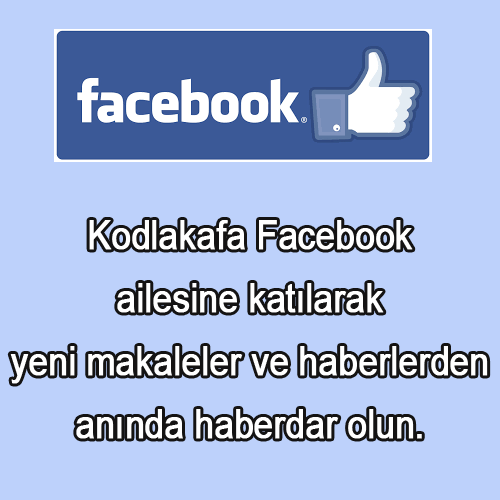 facebook®
Kodlakafa Facebook
ailesine katılarak
yeni makaleler ve haberlerden
anında haberdar olun.